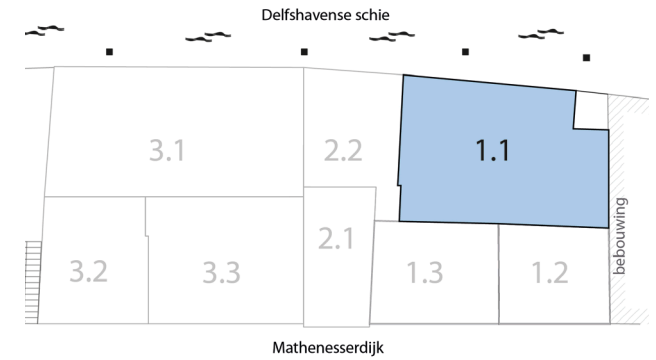 Delfshavense schie
3.1
2.2
1.1
2.1
3.2
3.3
1.3
1.2
bebouwing
Mathenesserdijk